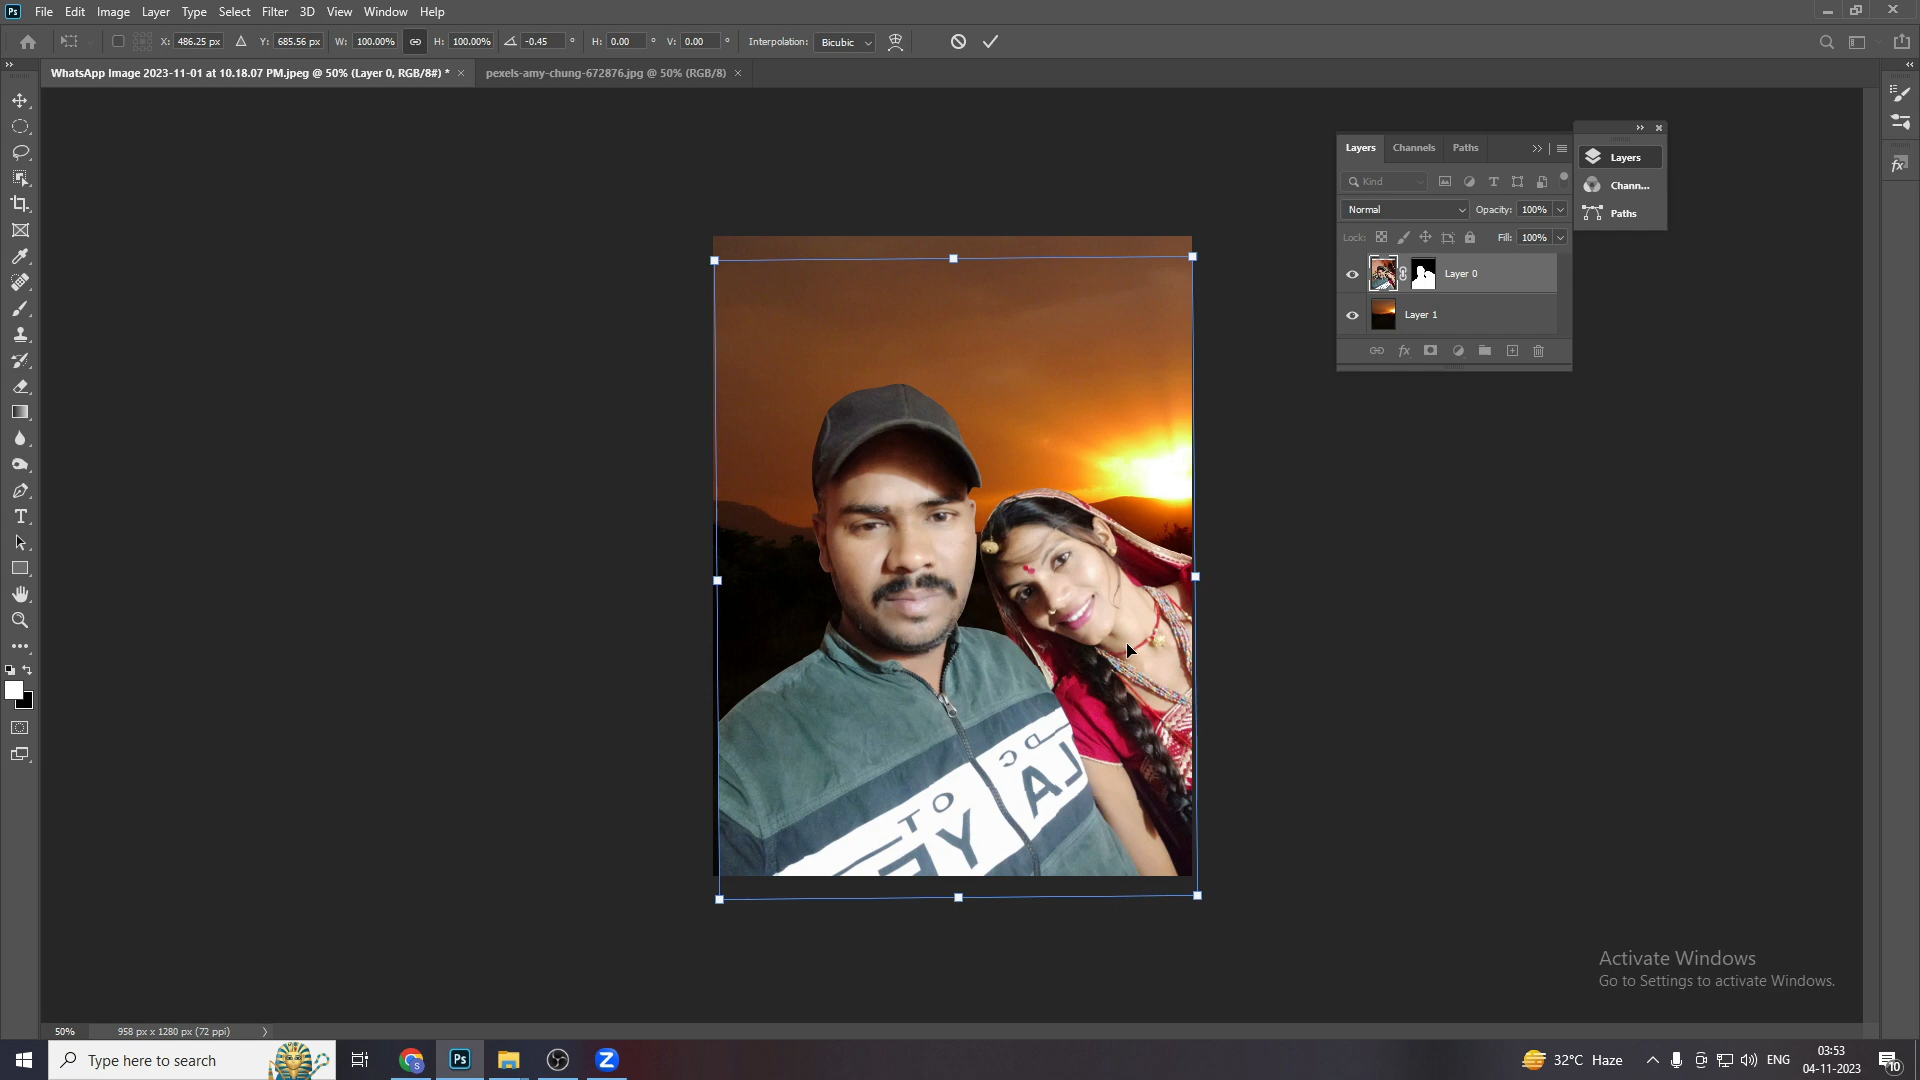 Ps File Edit Image Layer Type Select Filter 3D View Window Help
X: 486.25 px Y: 685.56 px W: 100.00% H: 100.00% -0.45 ° H: 0.00 ° V: 0.00 ° Interpolation: Bicubic
WhatsApp Image 2023-11-01 at 10.18.07 PM.jpeg @ 50% (Layer 0, RGB/8#) * × pexels-amy-chung-672876.jpg @ 50% (RGB/8) ×
Layers Channels Paths
Kind
Normal Opacity: 100%
Lock: Fill: 100%
Layer 0
Layer 1
Layers
Chann...
Paths
Activate Windows
Go to Settings to activate Windows.
50% 958 px x 1280 px (72 ppi)
Type here to search
Ps
32°C Haze
ENG
03:53
04-11-2023
10